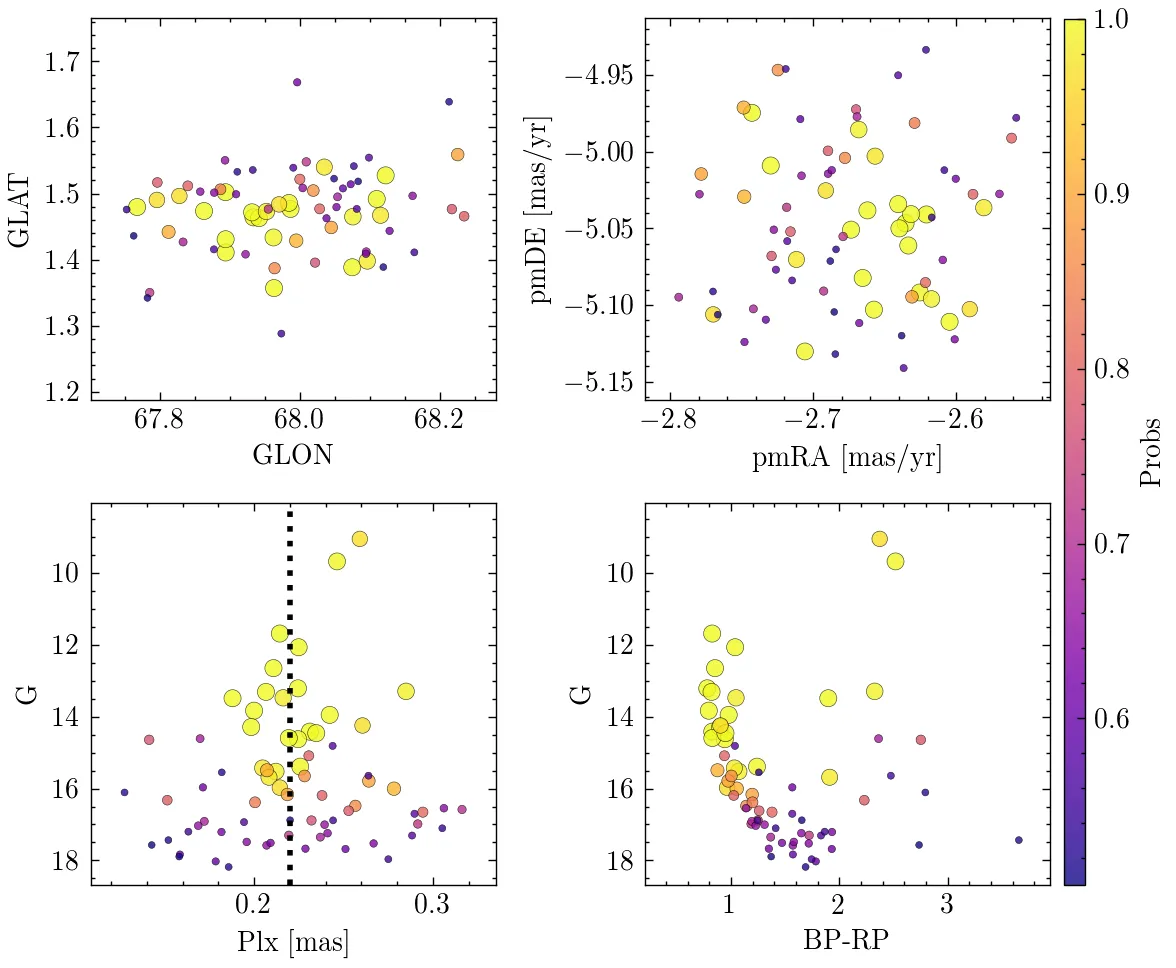 1.7
1.6
1.5
1.4
1.3
1.2
GLAT
67.8 68.0 68.2
GLON
−4.95
−5.00
−5.05
−5.10
−5.15
pmDE [mas/yr]
−2.8 −2.7 −2.6
pmRA [mas/yr]
10
12
14
16
18
G
0.2 0.3
Plx [mas]
10
12
14
16
18
G
1 2 3
BP-RP
1.0
0.9
0.8
0.7
0.6
Probs